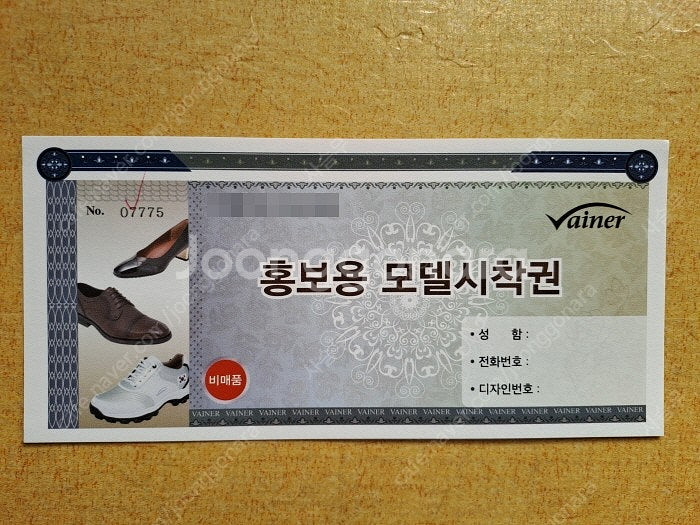 No. 07775
Vainer
홍보용 모델시착권
• 성 함 :
• 전화번호 :
• 디자인번호 :
비매품
VAINER VAINER VAINER VAINER VAINER VAINER VAINER VAINER VAINER VAINER VAINER VAINER VAINER
joonggonara